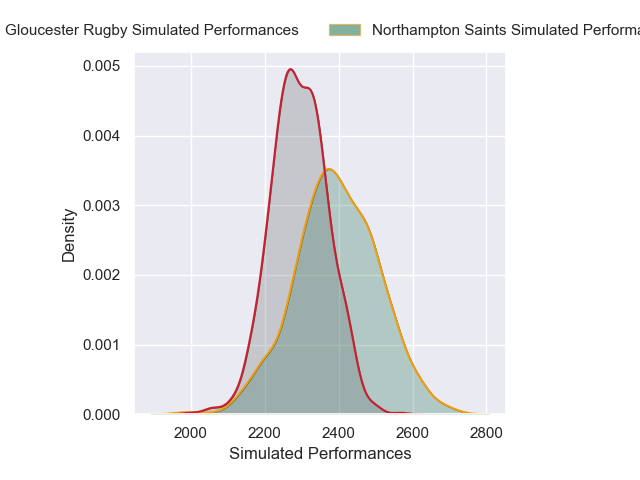 Gloucester Rugby Simulated Performances
Northampton Saints Simulated Performa
0.005
0.004
0.003
0.002
0.001
0.000
Density
2000 2200 2400 2600 2800
Simulated Performances